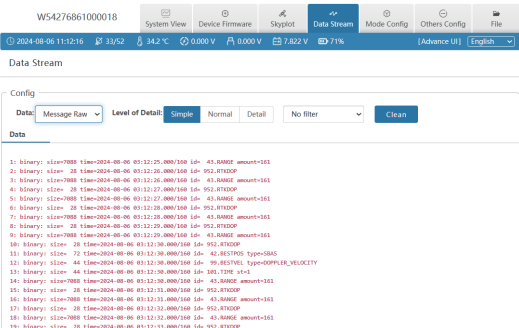 W54276861000018
System View
Device Firmware
Skyplot
Data Stream
Mode Config
Others Config
File
2024-08-06 11:12:16 33/52 34.2 °C 0.000 V 0.000 V 7.822 V 71% [Advance UI] English
Data Stream
Config
Data: Message Raw Level of Detail: Simple Normal Detail No filter Clean
Data
1: binary: size=7088 time=2024-08-06 03:12:25.000/160 id= 43.RANGE amount=161
2: binary: size= 28 time=2024-08-06 03:12:26.000/160 id= 952.RTKDOP
3: binary: size=7088 time=2024-08-06 03:12:26.000/160 id= 43.RANGE amount=161
4: binary: size= 28 time=2024-08-06 03:12:27.000/160 id= 952.RTKDOP
5: binary: size=7088 time=2024-08-06 03:12:27.000/160 id= 43.RANGE amount=161
6: binary: size= 28 time=2024-08-06 03:12:28.000/160 id= 952.RTKDOP
7: binary: size=7088 time=2024-08-06 03:12:28.000/160 id= 43.RANGE amount=161
8: binary: size= 28 time=2024-08-06 03:12:29.000/160 id= 952.RTKDOP
9: binary: size=7088 time=2024-08-06 03:12:29.000/160 id= 43.RANGE amount=161
10: binary: size= 28 time=2024-08-06 03:12:30.000/160 id= 952.RTKDOP
11: binary: size= 72 time=2024-08-06 03:12:30.000/160 id= 42.BESTPOS type=SBAS
12: binary: size= 44 time=2024-08-06 03:12:30.000/160 id= 99.BESTVEL type=DOPPLER_VELOCITY
13: binary: size= 44 time=2024-08-06 03:12:30.000/160 id= 101.TIME st=1
14: binary: size=7088 time=2024-08-06 03:12:30.000/160 id= 43.RANGE amount=161
15: binary: size= 28 time=2024-08-06 03:12:31.000/160 id= 952.RTKDOP
16: binary: size=7088 time=2024-08-06 03:12:31.000/160 id= 43.RANGE amount=161
17: binary: size= 28 time=2024-08-06 03:12:32.000/160 id= 952.RTKDOP
18: binary: size=7088 time=2024-08-06 03:12:32.000/160 id= 43.RANGE amount=161
19: binary: size= 28 time=2024-08-06 03:12:33.000/160 id= 952.RTKDOP